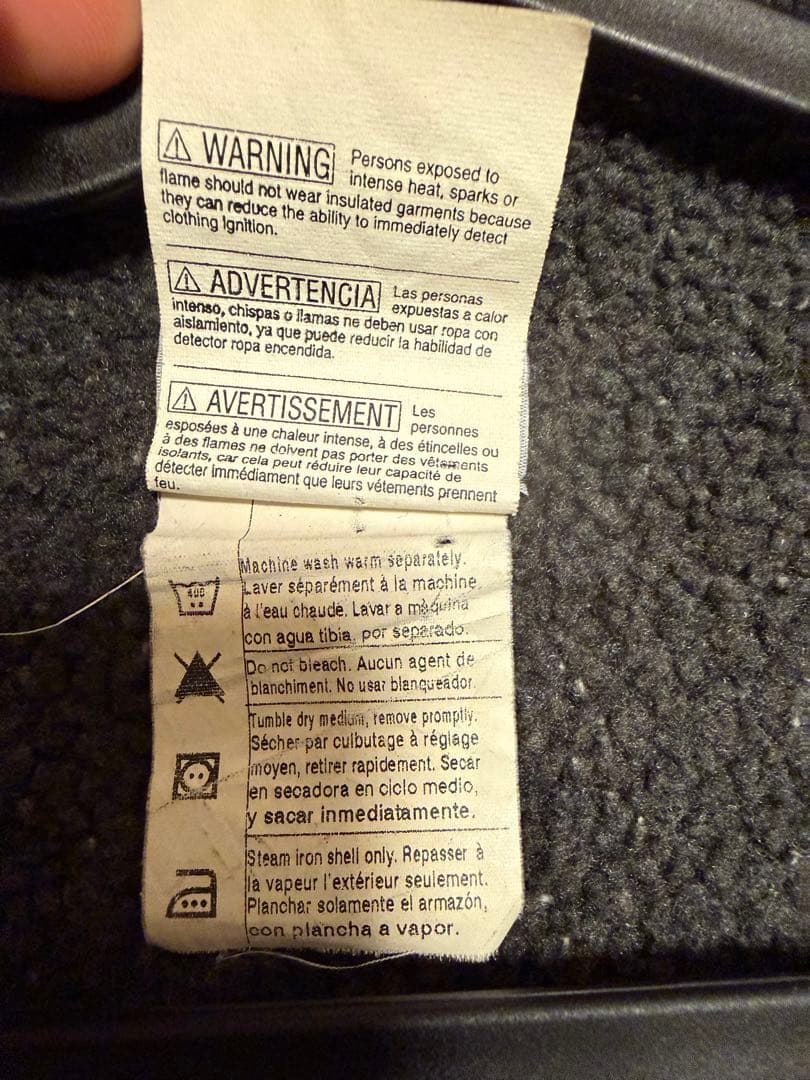 ⚠ WARNING Persons exposed to
intense heat, sparks or
flame should not wear insulated garments because
they can reduce the ability to immediately detect
clothing Ignition.
⚠ ADVERTENCIA Las personas
expuestas a calor
intenso, chispas o llamas ne deben usar ropa con
aislamiento, ya que puede reducir la habilidad de
detector ropa encendida.
⚠ AVERTISSEMENT Les
personnes
esposées à une chaleur intense, à des étincelles ou
à des flames ne doivent pas porter des vêtements
isolants, car cela peut réduire leur capacité de
détecter immédiament que leurs vétements prennent
feu.
Machine wash warm separately.
Laver séparément à la machine,
à l'eau chaude. Lavar a máquina
con agua tibia, por separado.
Do not bleach. Aucun agent de
blanchiment. No usar blanqueador.
Tumble dry medium, remove promptly.
Sécher par culbutage à réglage
moyen, retirer rapidement. Secar
en secadora en ciclo medio,
y sacar inmediatamente.
Steam iron shell only. Repasser à
la vapeur l'extérieur seulement.
Planchar solamente el armazón,
con plancha a vapor.